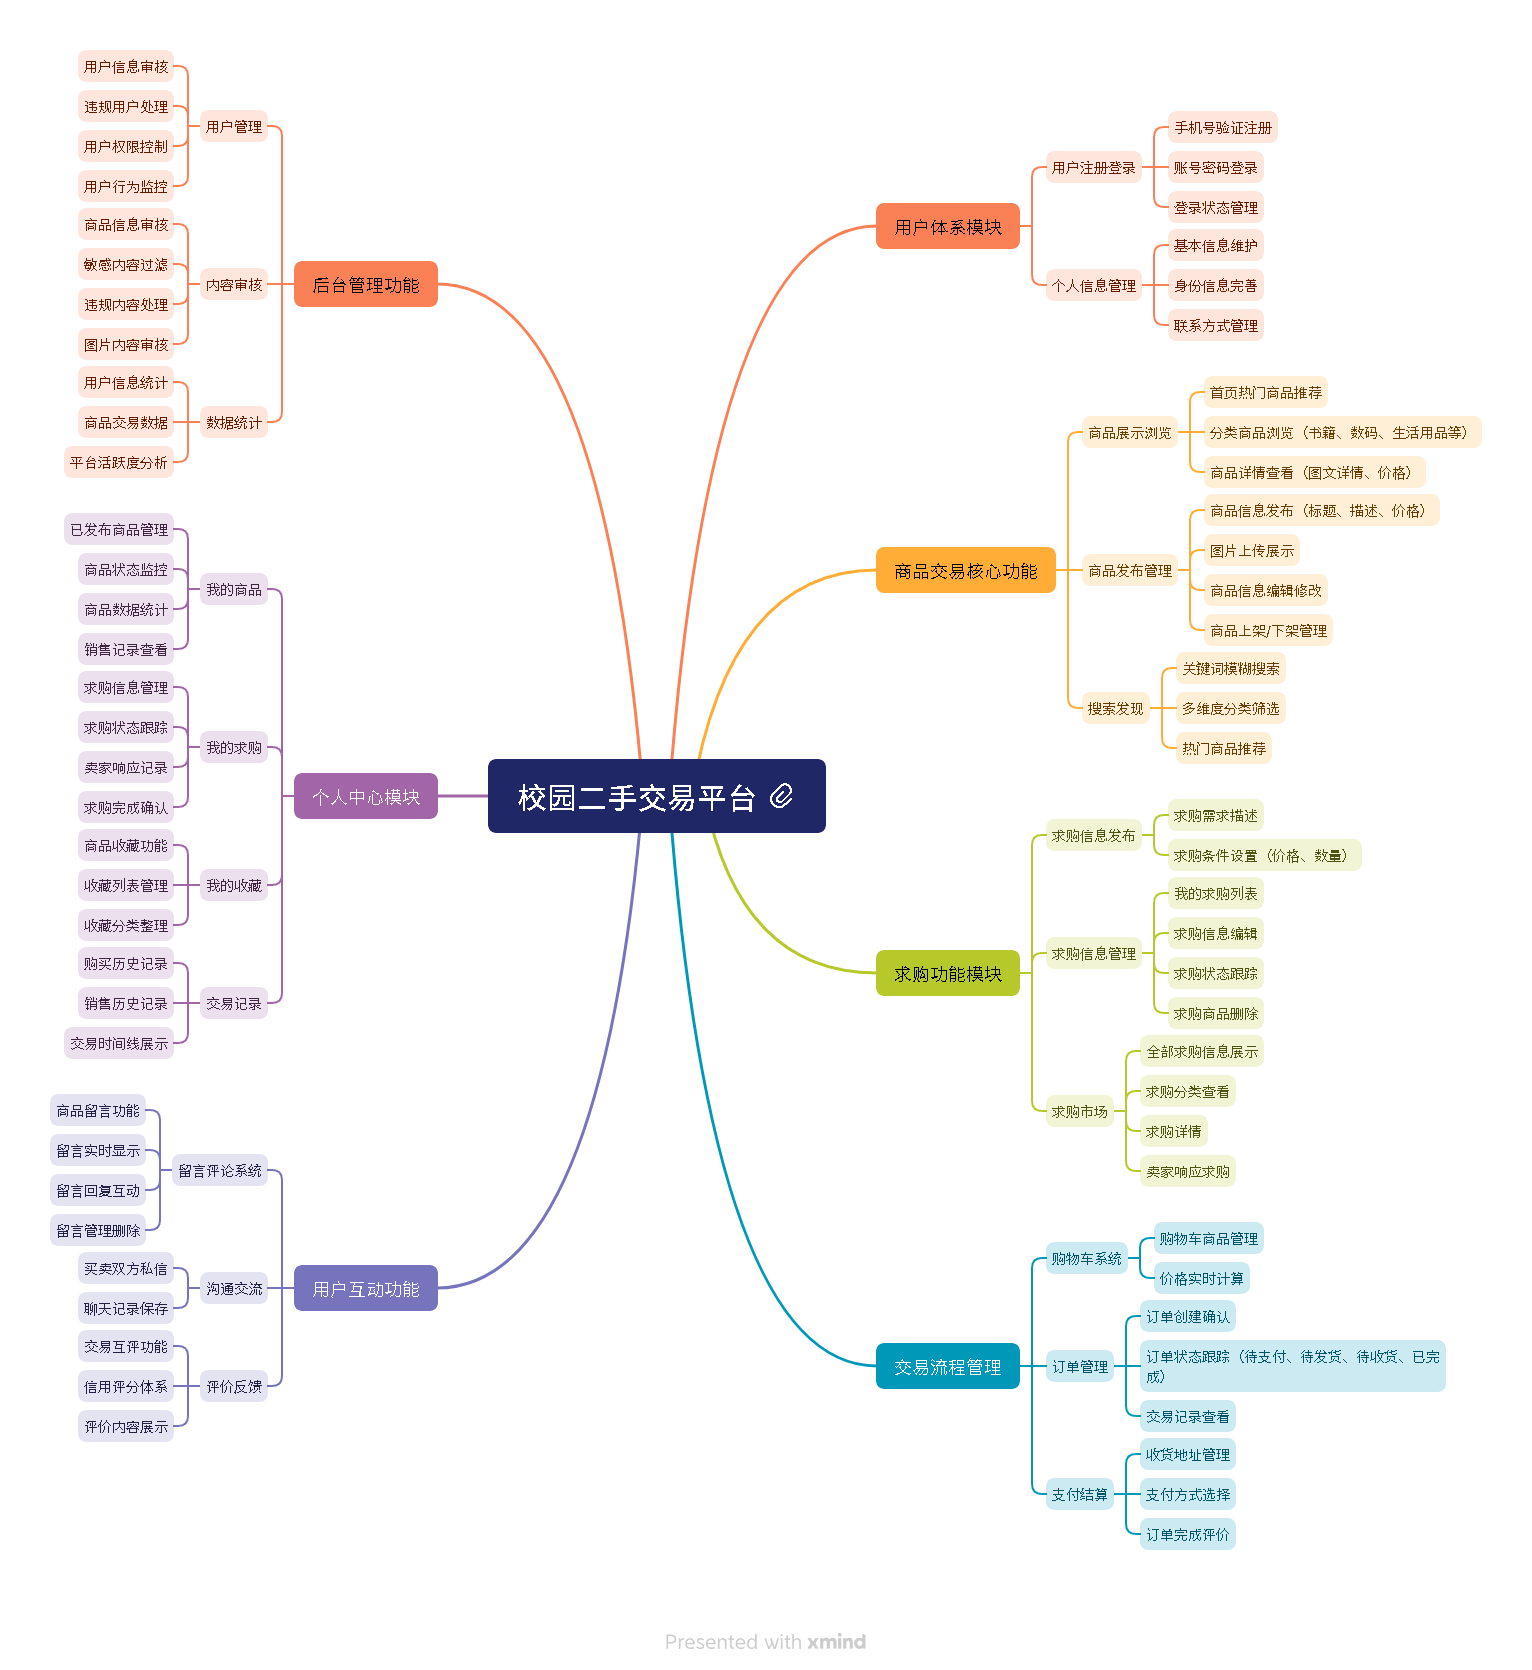 校园二手交易平台
用户体系模块
用户注册登录
手机号验证注册
账号密码登录
登录状态管理
个人信息管理
基本信息维护
身份信息完善
联系方式管理
商品交易核心功能
商品展示浏览
首页热门商品推荐
分类商品浏览（书籍、数码、生活用品等）
商品详情查看（图文详情、价格）
商品发布管理
商品信息发布（标题、描述、价格）
图片上传展示
商品信息编辑修改
商品上架/下架管理
搜索发现
关键词模糊搜索
多维度分类筛选
热门商品推荐
求购功能模块
求购信息发布
求购需求描述
求购条件设置（价格、数量）
求购信息管理
我的求购列表
求购信息编辑
求购状态跟踪
求购商品删除
求购市场
全部求购信息展示
求购分类查看
求购详情
卖家响应求购
交易流程管理
购物车系统
购物车商品管理
价格实时计算
订单管理
订单创建确认
订单状态跟踪（待支付、待发货、待收货、已完
成）
交易记录查看
支付结算
收货地址管理
支付方式选择
订单完成评价
后台管理功能
用户管理
用户信息审核
违规用户处理
用户权限控制
用户行为监控
内容审核
商品信息审核
敏感内容过滤
违规内容处理
图片内容审核
数据统计
用户信息统计
商品交易数据
平台活跃度分析
个人中心模块
我的商品
已发布商品管理
商品状态监控
商品数据统计
销售记录查看
我的求购
求购信息管理
求购状态跟踪
卖家响应记录
求购完成确认
我的收藏
商品收藏功能
收藏列表管理
收藏分类整理
交易记录
购买历史记录
销售历史记录
交易时间线展示
用户互动功能
留言评论系统
商品留言功能
留言实时显示
留言回复互动
留言管理删除
沟通交流
买卖双方私信
聊天记录保存
评价反馈
交易互评功能
信用评分体系
评价内容展示
Presented with xmind